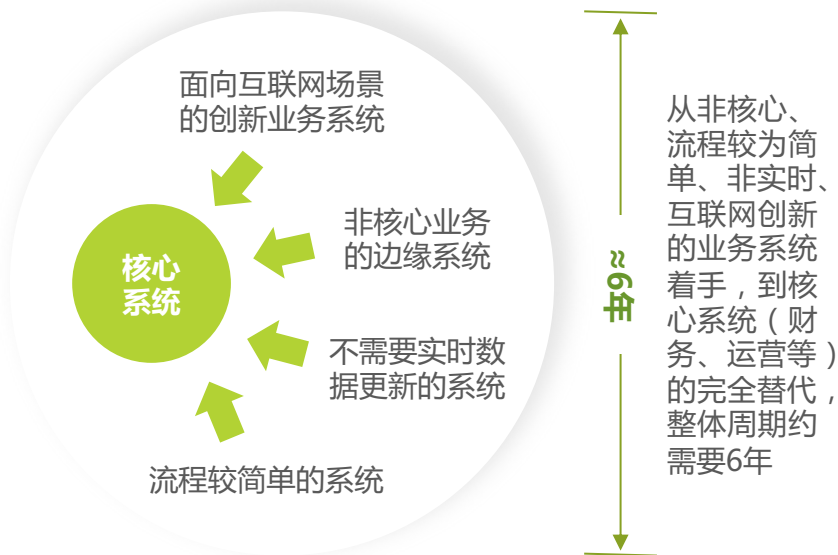 面向互联网场景
的创新业务系统
非核心业务
的边缘系统
核心
系统
不需要实时数
据更新的系统
流程较简单的系统
≈6年
从非核心、
流程较为简
单、非实时、
互联网创新
的业务系统
着手，到核
心系统（财
务、运营等）
的完全替代，
整体周期约
需要6年